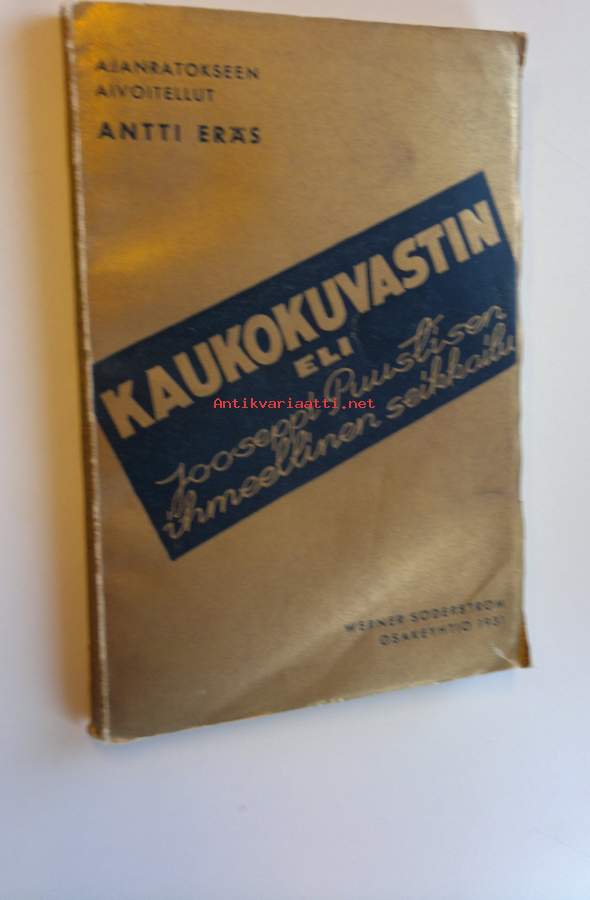 AJANRATOKSEEN
AIVOITELLUT
ANTTI ERÄS
KAUKOKUVASTIN
ELI
Jooseppi Puustisen
ihmeellinen seikkailu
Antikvariaatti.net
WERNER SÖDERSTRÖM
OSAKEYHTIÖ 1931